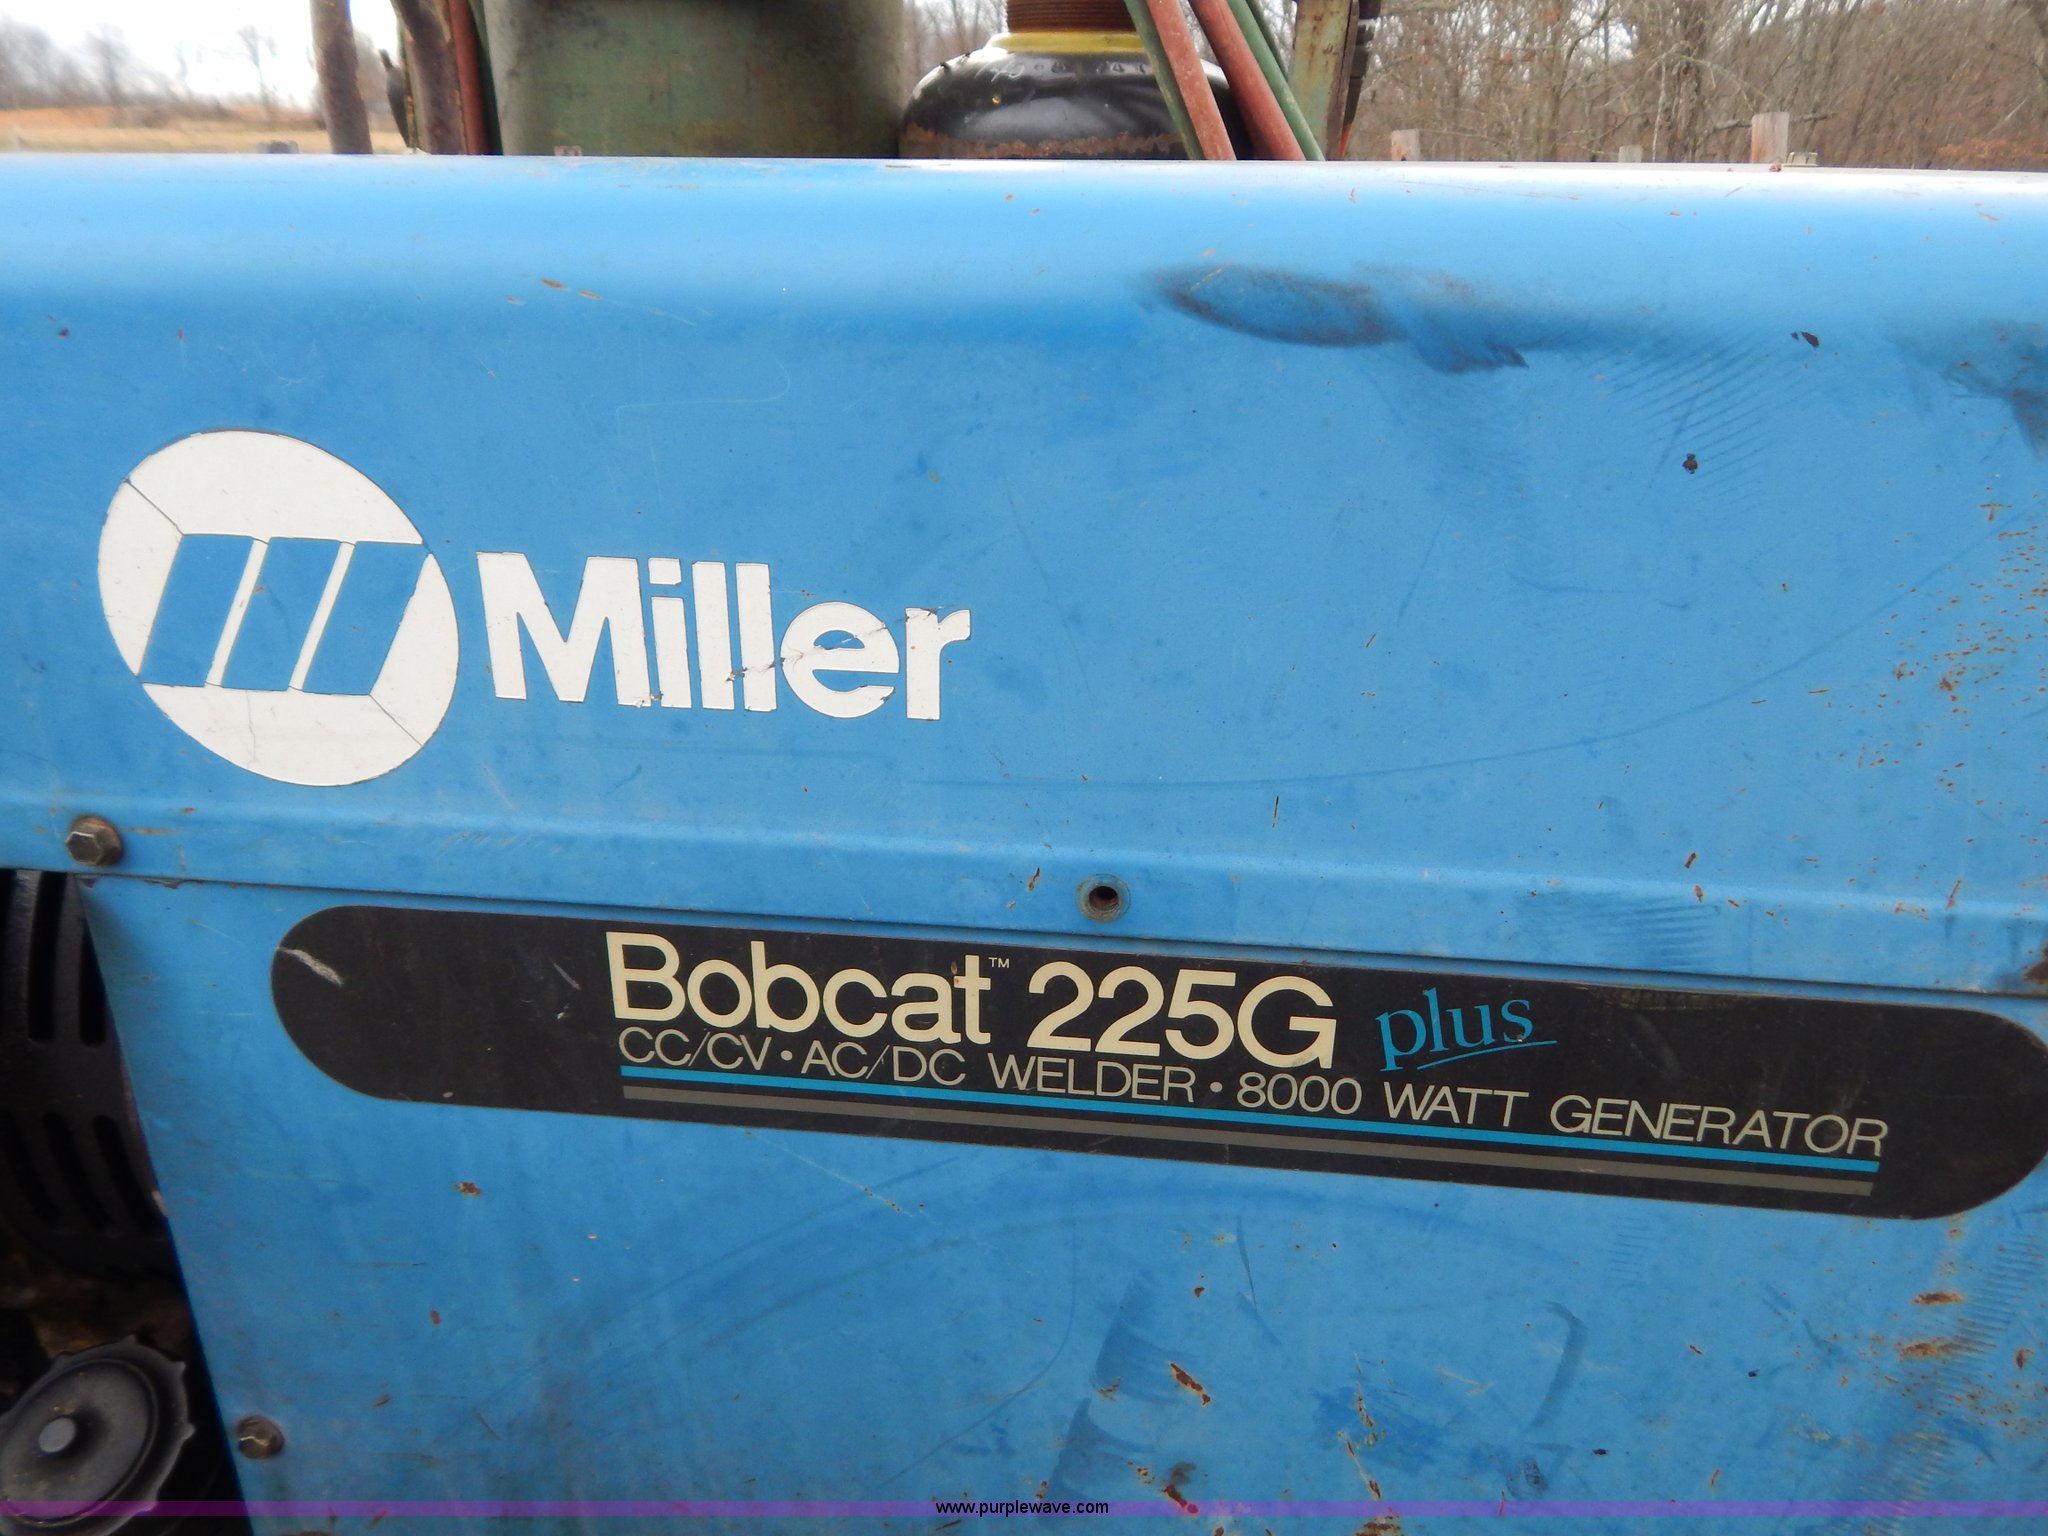 Miller
Bobcat™ 225G plus
CC/CV • AC/DC WELDER • 8000 WATT GENERATOR
www.purplewave.com